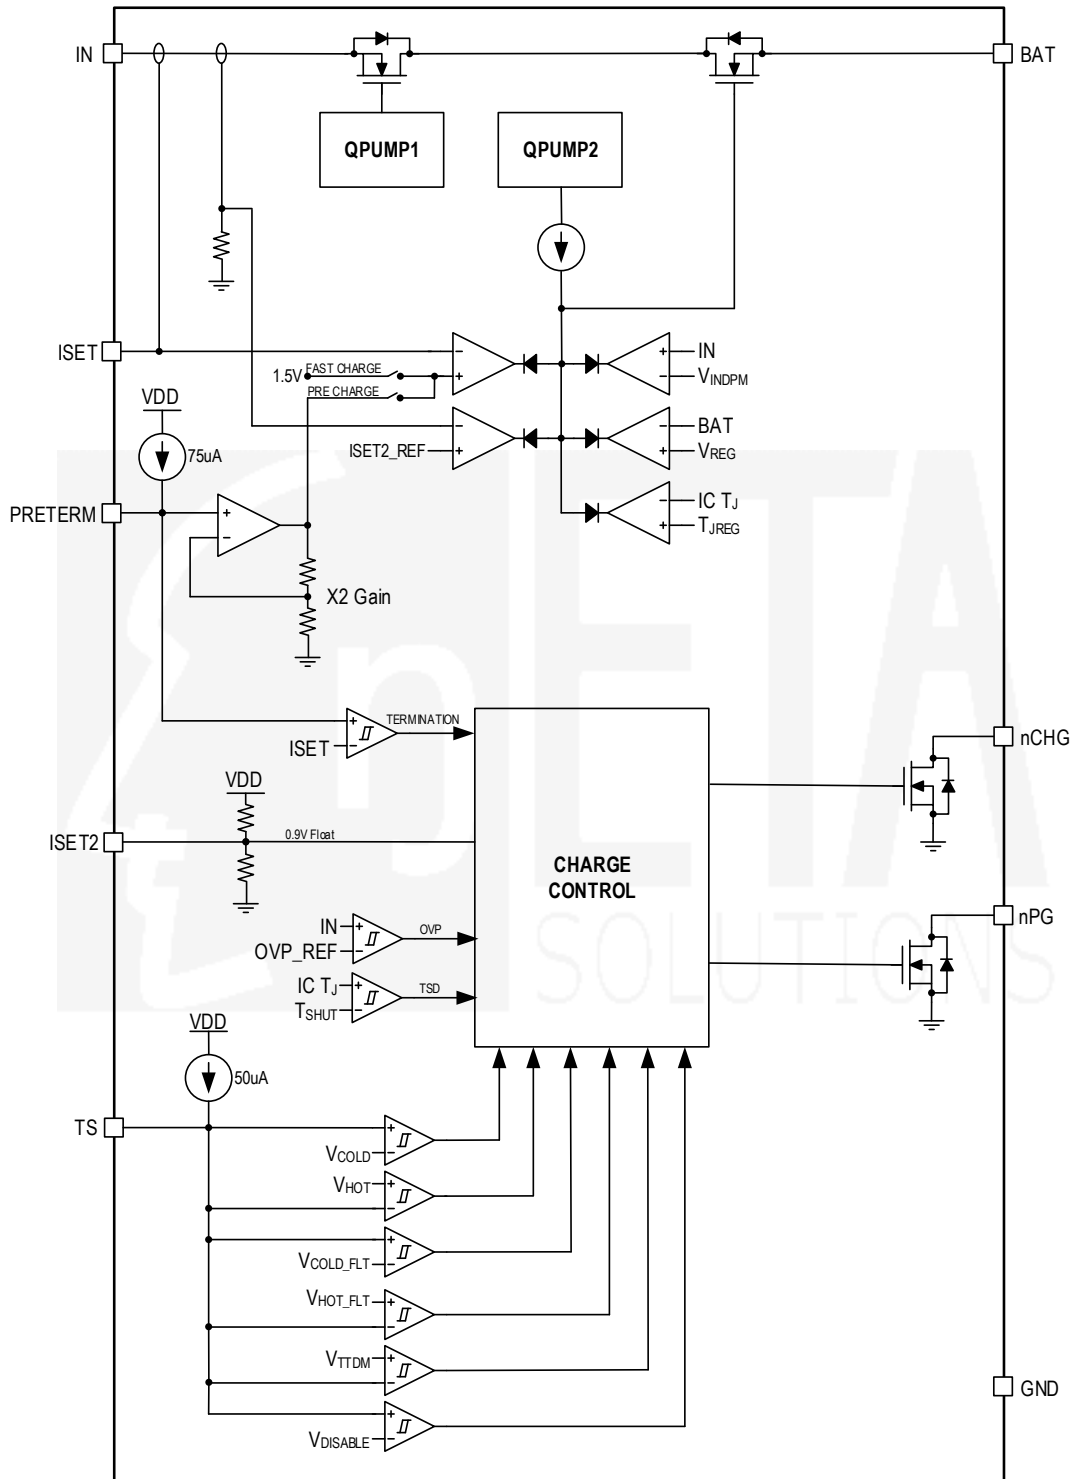 IN
BAT
QPUMP1
QPUMP2
ISET
1.5V
FAST CHARGE
PRE CHARGE
IN
VINDPM
VDD
ISET2_REF
BAT
VREG
75uA
PRETERM
IC TJ
TJREG
X2 Gain
ETA
SOLUTIONS
TERMINATION
ISET
nCHG
VDD
ISET2
0.9V Float
CHARGE
CONTROL
nPG
IN
OVP_REF
OVP
IC TJ
TSHUT
TSD
VDD
50uA
TS
VCOLD
VHOT
VCOLD_FLT
VHOT_FLT
VTTDM
VDISABLE
GND